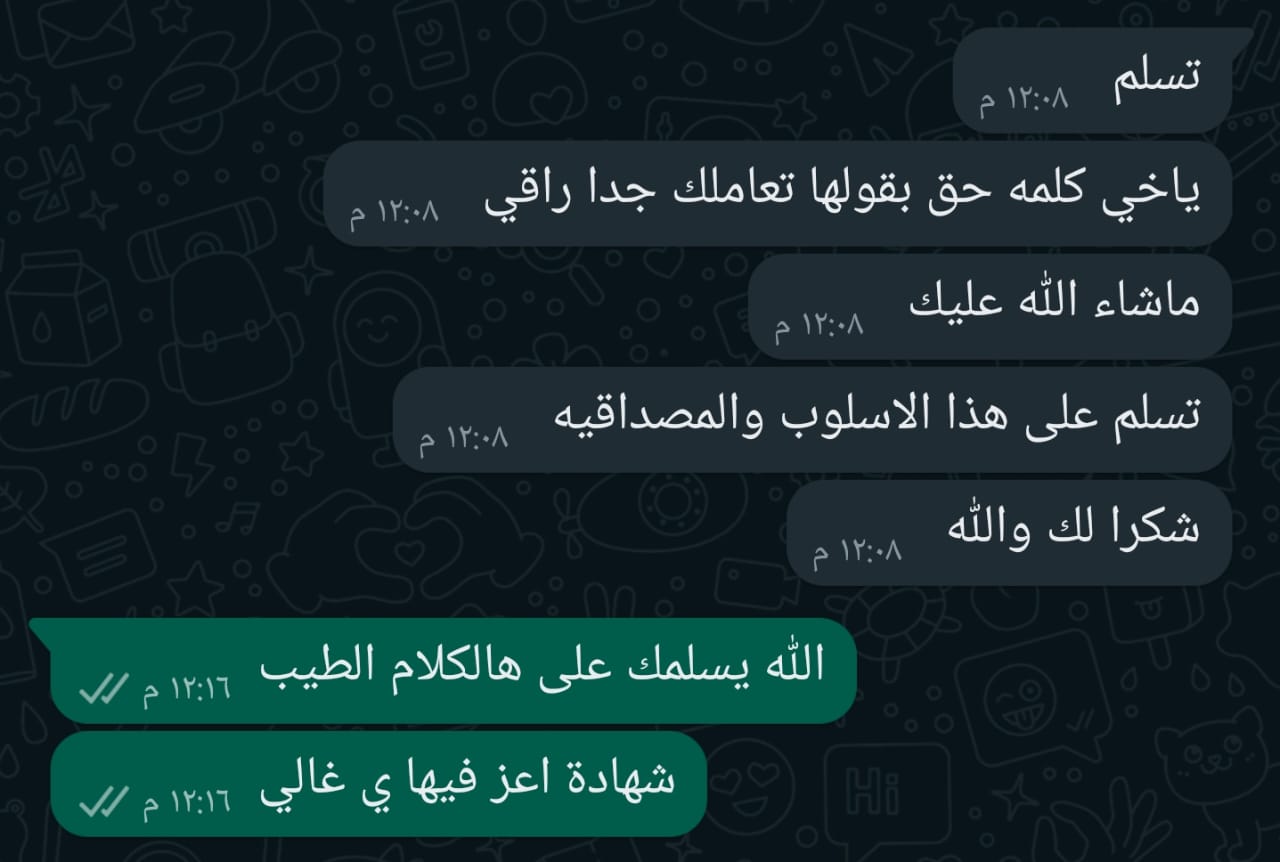 تسلم
١٢:٠٨ م
ياخي كلمه حق بقولها تعاملك جدا راقي
١٢:٠٨ م
ماشاء الله عليك
١٢:٠٨ م
تسلم على هذا الاسلوب والمصداقيه
١٢:٠٨ م
شكرا لك والله
١٢:٠٨ م
الله يسلمك على هالكلام الطيب
١٢:١٦ م
شهادة اعز فيها ي غالي
١٢:١٦ م
Hi